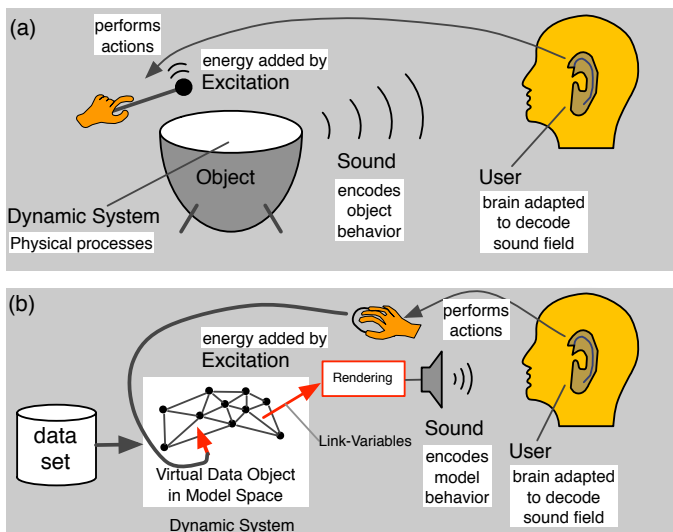 (a)
performs
actions
energy added by
Excitation
Object
Sound
encodes
object
behavior
User
brain adapted
to decode
sound field
Dynamic System
Physical processes
(b)
performs
actions
energy added by
Excitation
Rendering
data
set
Link-Variables
Sound
encodes
model
behavior
User
brain adapted
to decode
sound field
Virtual Data Object
in Model Space
Dynamic System